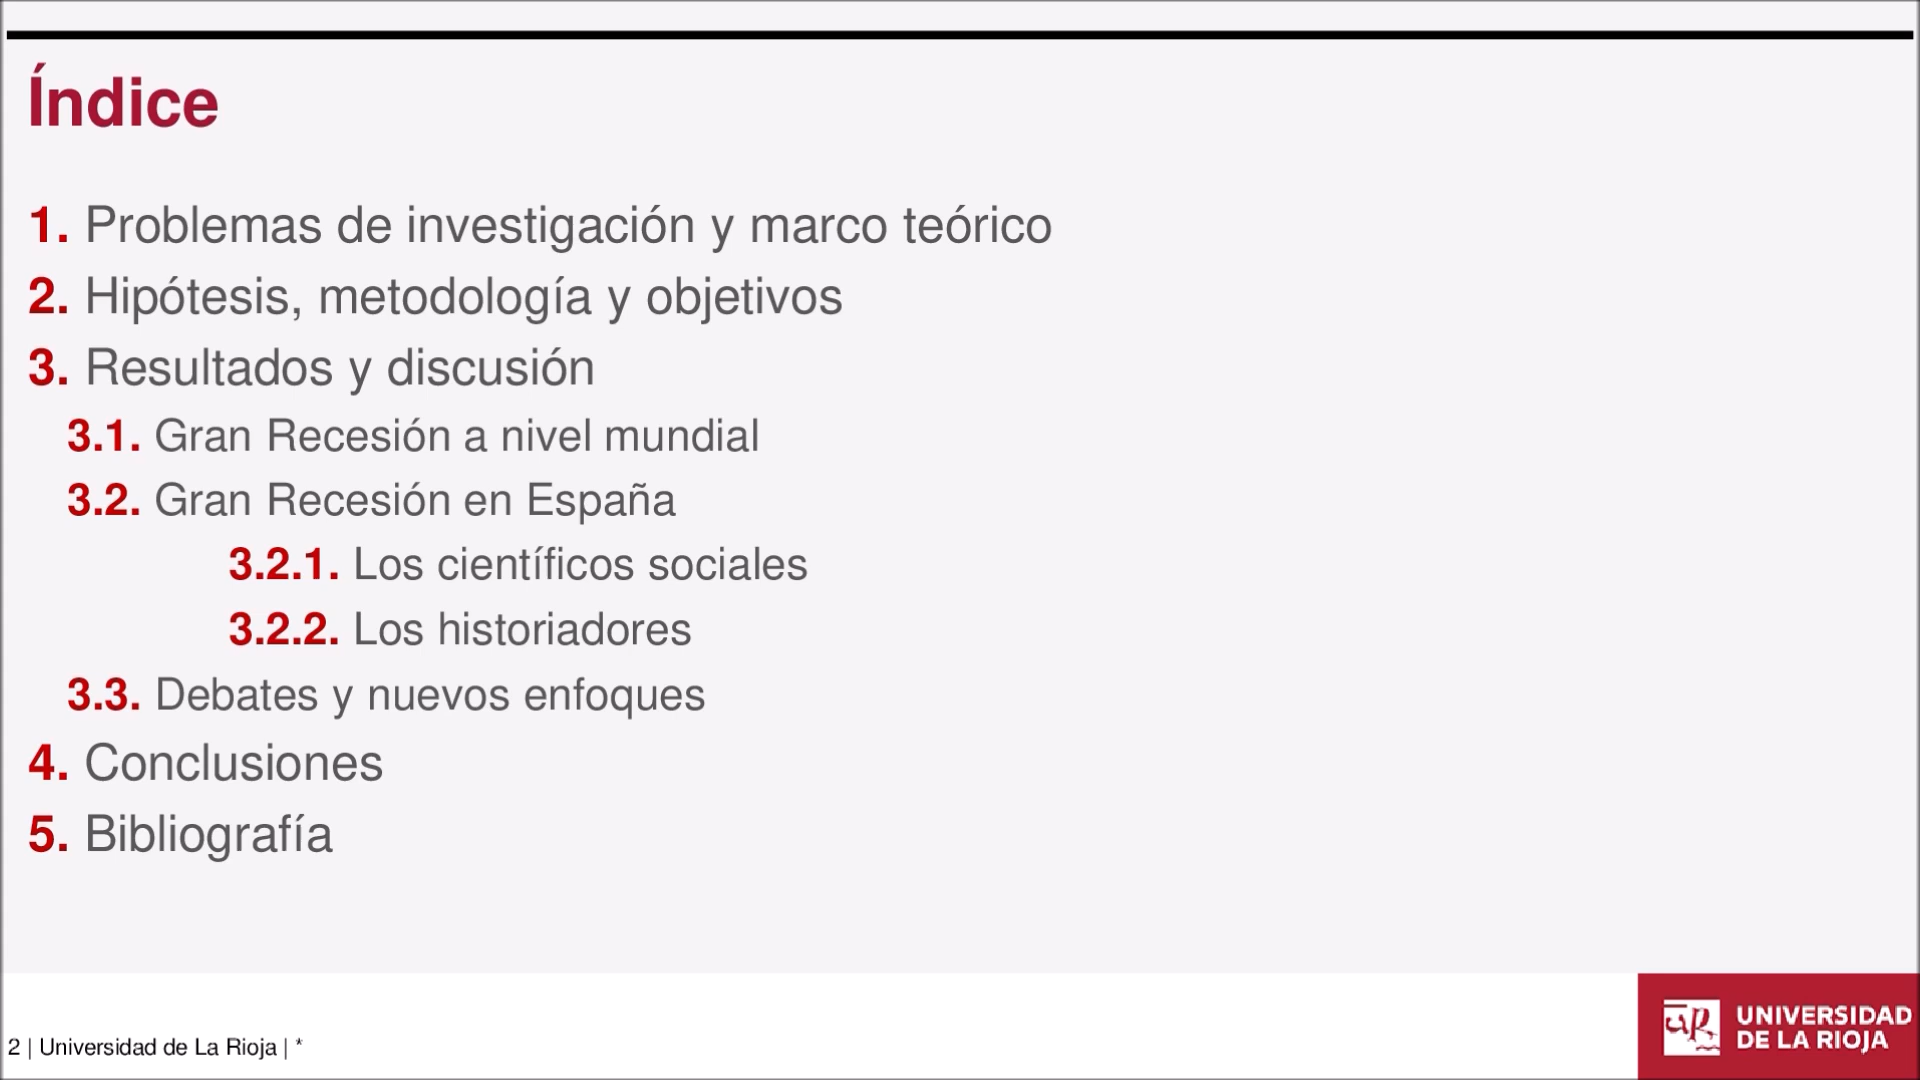 Índice
1. Problemas de investigación y marco teórico
2. Hipótesis, metodología y objetivos
3. Resultados y discusión
3.1. Gran Recesión a nivel mundial
3.2. Gran Recesión en España
3.2.1. Los científicos sociales
3.2.2. Los historiadores
3.3. Debates y nuevos enfoques
4. Conclusiones
5. Bibliografía
2 | Universidad de La Rioja | *
UR
UNIVERSIDAD
DE LA RIOJA